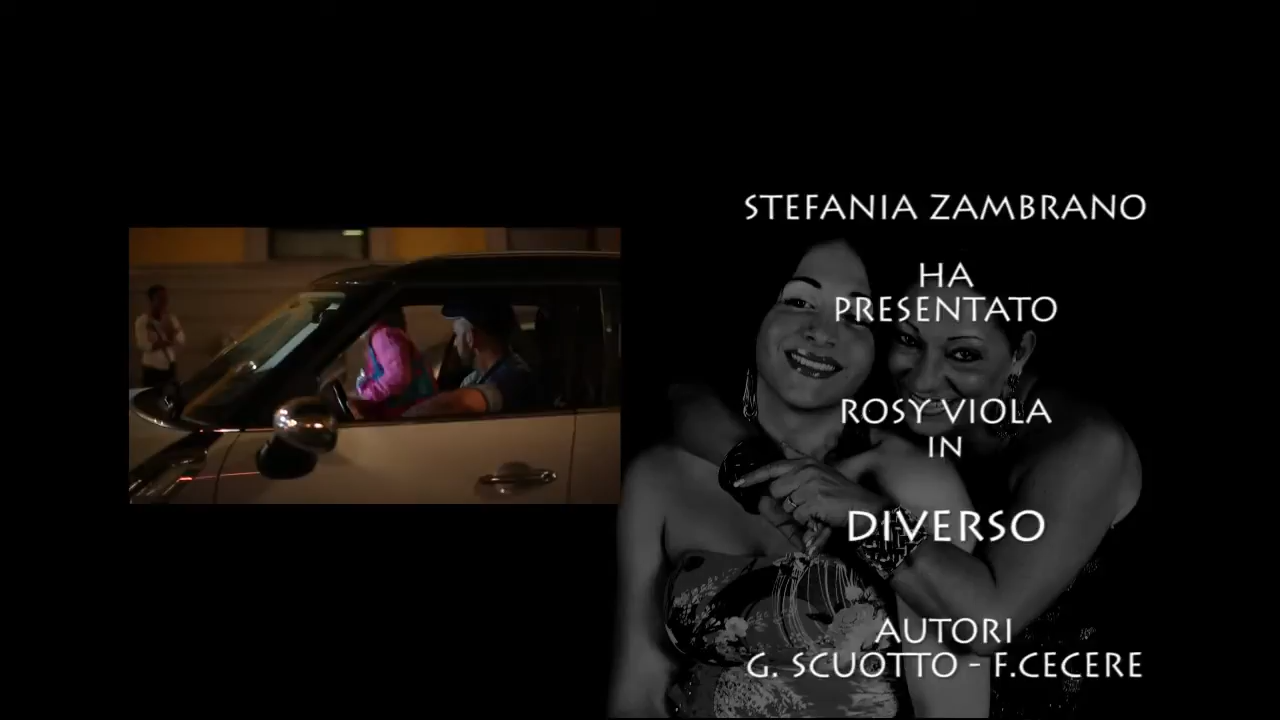 STEFANIA ZAMBRANO
HA
PRESENTATO
ROSY VIOLA
IN
DIVERSO
AUTORI
G. SCUOTTO - F.CECERE